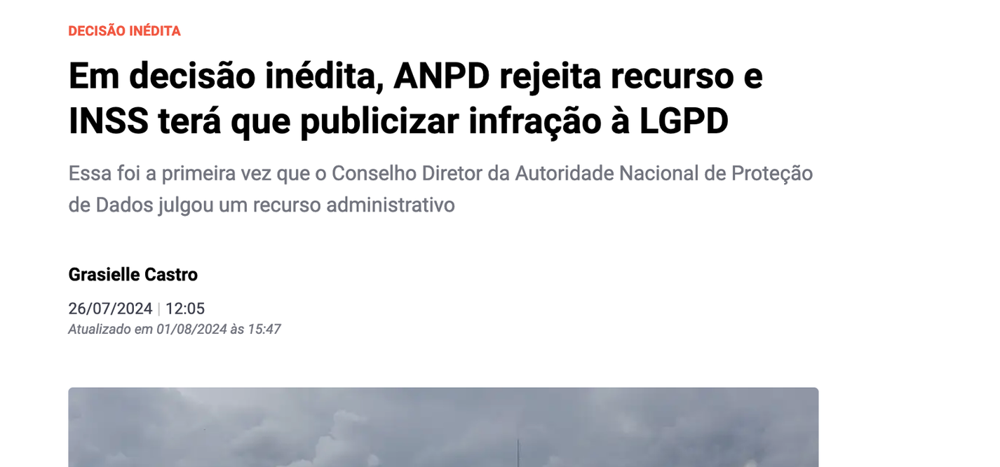 DECISÃO INÉDITA
Em decisão inédita, ANPD rejeita recurso e
INSS terá que publicizar infração à LGPD
Essa foi a primeira vez que o Conselho Diretor da Autoridade Nacional de Proteção
de Dados julgou um recurso administrativo
Grasielle Castro
26/07/2024 | 12:05
Atualizado em 01/08/2024 às 15:47